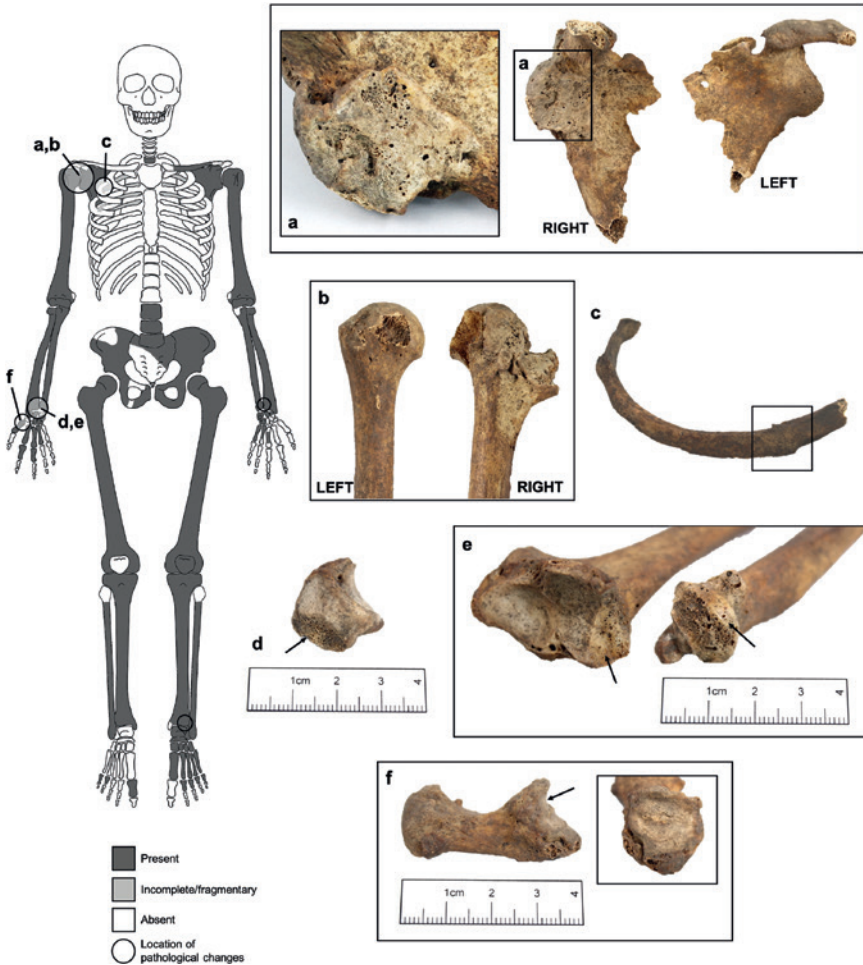 a,b
c
f
d,e
a
a
RIGHT
LEFT
b
LEFT
RIGHT
c
d
1cm 2 3 4
e
1cm 2 3 4
f
1cm 2 3 4
Present
Incomplete/fragmentary
Absent
Location of
pathological changes